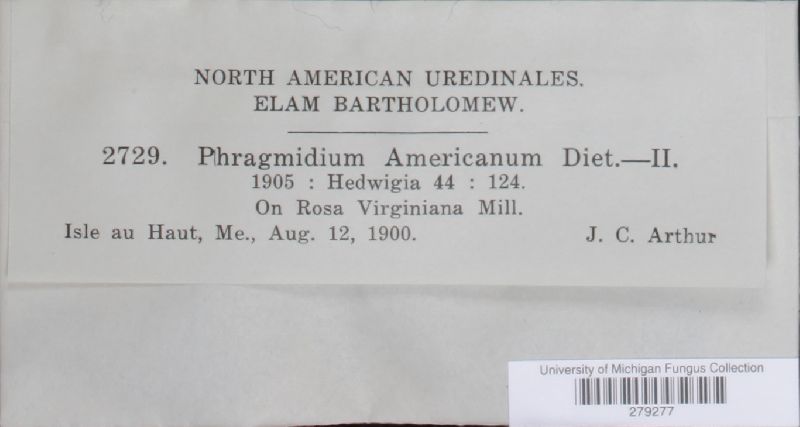 NORTH AMERICAN UREDINALES.
ELAM BARTHOLOMEW.
2729. Phragmidium Americanum Diet.—II.
1905 : Hedwigia 44 : 124.
On Rosa Virginiana Mill.
Isle au Haut, Me., Aug. 12, 1900. J. C. Arthur
University of Michigan Fungus Collection
279277